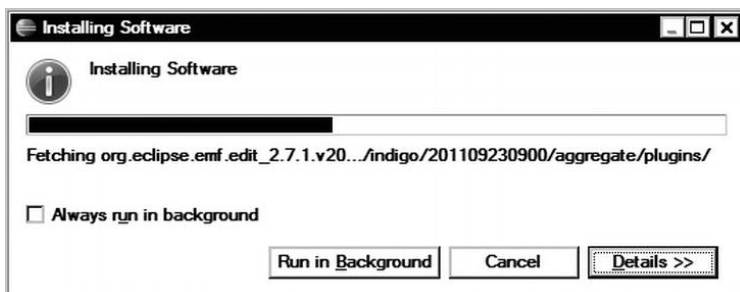 Installing Software
Installing Software
Fetching org.eclipse.emf.edit_2.7.1.v20.../indigo/201109230900/aggregate/plugins/
Always run in background
Run in Background Cancel Details >>